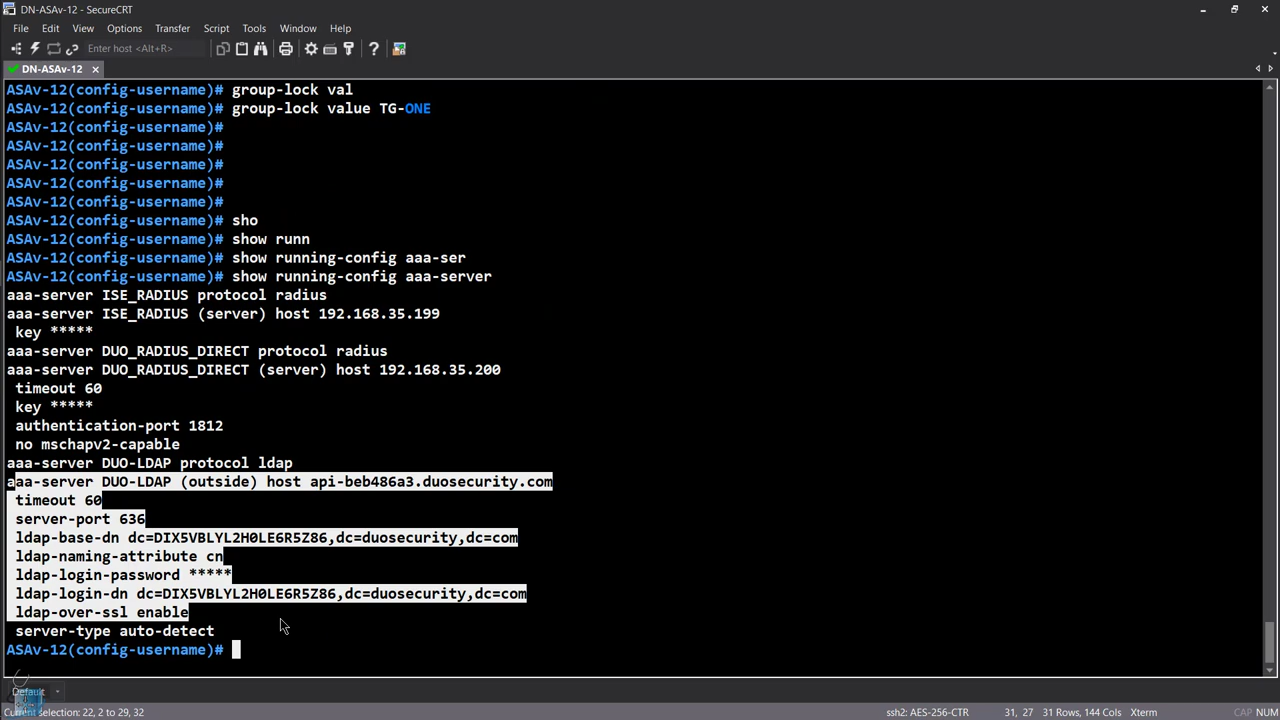 DN-ASAv-12 - SecureCRT
File Edit View Options Transfer Script Tools Window Help
Enter host <Alt+R>
DN-ASAv-12
ASAv-12(config-username)# group-lock val
ASAv-12(config-username)# group-lock value TG-ONE
ASAv-12(config-username)#
ASAv-12(config-username)#
ASAv-12(config-username)#
ASAv-12(config-username)#
ASAv-12(config-username)#
ASAv-12(config-username)# sho
ASAv-12(config-username)# show runn
ASAv-12(config-username)# show running-config aaa-ser
ASAv-12(config-username)# show running-config aaa-server
aaa-server ISE_RADIUS protocol radius
aaa-server ISE_RADIUS (server) host 192.168.35.199
key *****
aaa-server DUO_RADIUS_DIRECT protocol radius
aaa-server DUO_RADIUS_DIRECT (server) host 192.168.35.200
timeout 60
key *****
authentication-port 1812
no mschapv2-capable
aaa-server DUO-LDAP protocol ldap
aaa-server DUO-LDAP (outside) host api-beb486a3.duosecurity.com
timeout 60
server-port 636
ldap-base-dn dc=DIX5VBLYL2H0LE6R5Z86,dc=duosecurity,dc=com
ldap-naming-attribute cn
ldap-login-password *****
ldap-login-dn dc=DIX5VBLYL2H0LE6R5Z86,dc=duosecurity,dc=com
ldap-over-ssl enable
server-type auto-detect
ASAv-12(config-username)#
Default
Current selection: 22, 2 to 29, 32 ssh2: AES-256-CTR 31, 27 31 Rows, 144 Cols Xterm CAP NUM